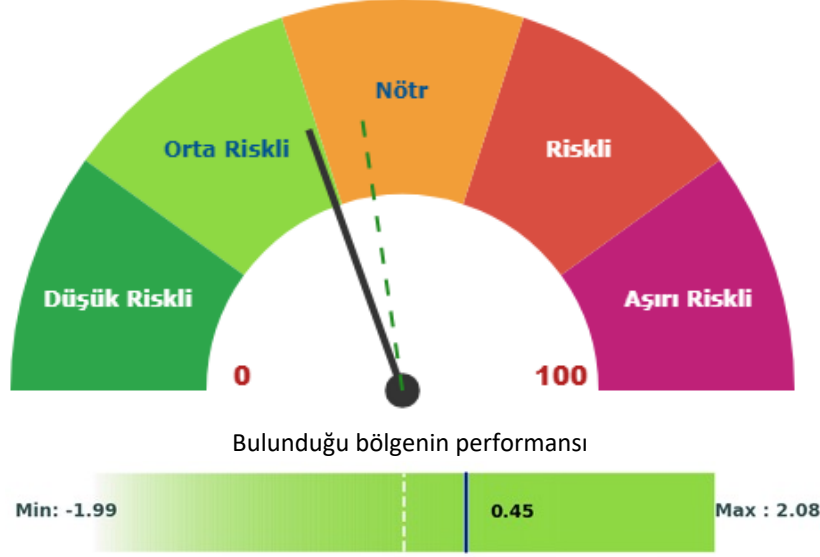 Nötr
Orta Riskli
Riskli
Düşük Riskli
Aşırı Riskli
0
100
Bulunduğu bölgenin performansı
Min: -1.99
0.45
Max : 2.08